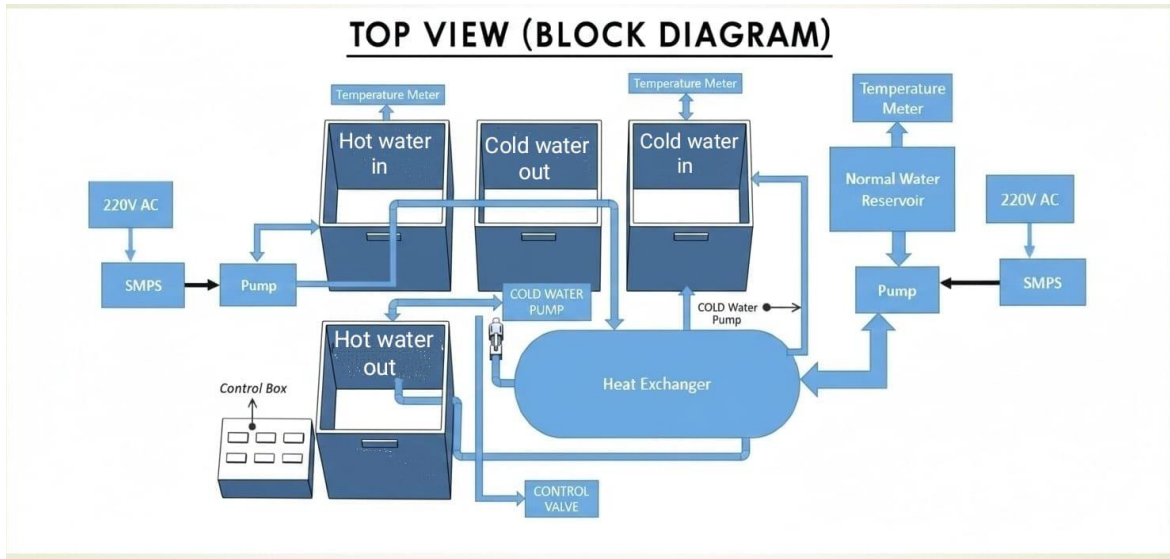 TOP VIEW (BLOCK DIAGRAM)
Temperature Meter
Temperature Meter
Temperature
Meter
Hot water
in
Cold water
out
Cold water
in
Normal Water
Reservoir
220V AC
220V AC
SMPS
Pump
Pump
SMPS
COLD WATER
PUMP
COLD Water
Pump
Hot water
out
Heat Exchanger
Control Box
CONTROL
VALVE